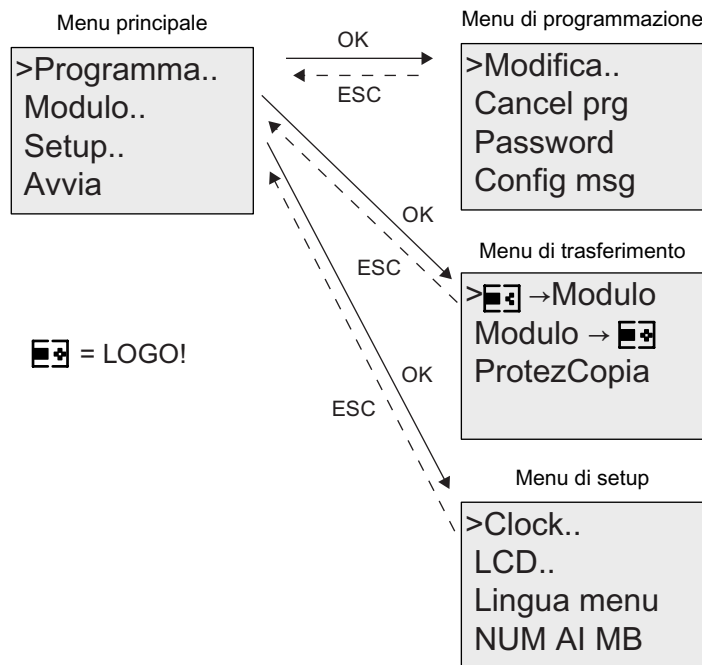 Menu principale
>Programma..
Modulo..
Setup..
Avvia
OK
ESC
Menu di programmazione
>Modifica..
Cancel prg
Password
Config msg
OK
ESC
Menu di trasferimento
> →Modulo
Modulo →
ProtezCopia
= LOGO!
OK
ESC
Menu di setup
>Clock..
LCD..
Lingua menu
NUM AI MB